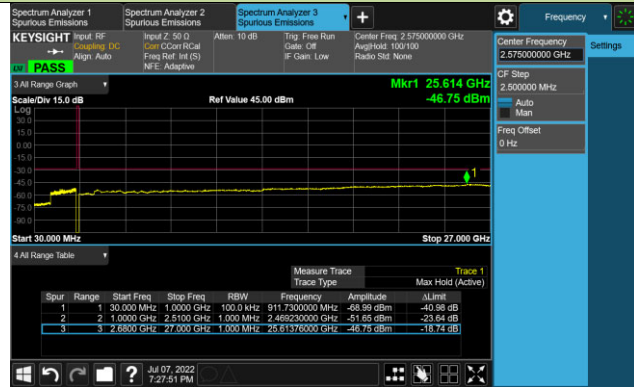 Spectrum Analyzer 1
Spurious Emissions
Spectrum Analyzer 2
Spurious Emissions
Spectrum Analyzer 3
Spurious Emissions
Frequency
KEYSIGHT
Input: RF
Coupling: DC
Align: Auto
Input Z: 50 Ω
Corr CCorr RCal
Freq Ref: Int (S)
NFE: Adaptive
Atten: 10 dB
Trig: Free Run
Gate: Off
IF Gain: Low
Center Freq: 2.575000000 GHz
Avg|Hold: 100/100
Radio Std: None
PASS
Center Frequency
2.575000000 GHz
Settings
CF Step
2.500000 MHz
Auto
Man
Freq Offset
0 Hz
3 All Range Graph
Mkr1 25.614 GHz
Scale/Div 15.0 dB
Ref Value 45.00 dBm
-46.75 dBm
Log
30.0
15.0
0.00
-15.0
-30.0
-45.0
-60.0
-75.0
-90.0
1
Start 30.000 MHz
Stop 27.000 GHz
4 All Range Table
Measure Trace
Trace 1
Trace Type
Max Hold (Active)
Spur Range Start Freq Stop Freq RBW Frequency Amplitude ΔLimit
1 1 30.000 MHz 1.0000 GHz 100.0 kHz 911.7300000 MHz -68.99 dBm -40.98 dB
2 2 1.0000 GHz 2.5100 GHz 1.000 MHz 2.469230000 GHz -51.65 dBm -23.64 dB
3 3 2.6800 GHz 27.000 GHz 1.000 MHz 25.61376000 GHz -46.75 dBm -18.74 dB
Jul 07, 2022
7:27:51 PM